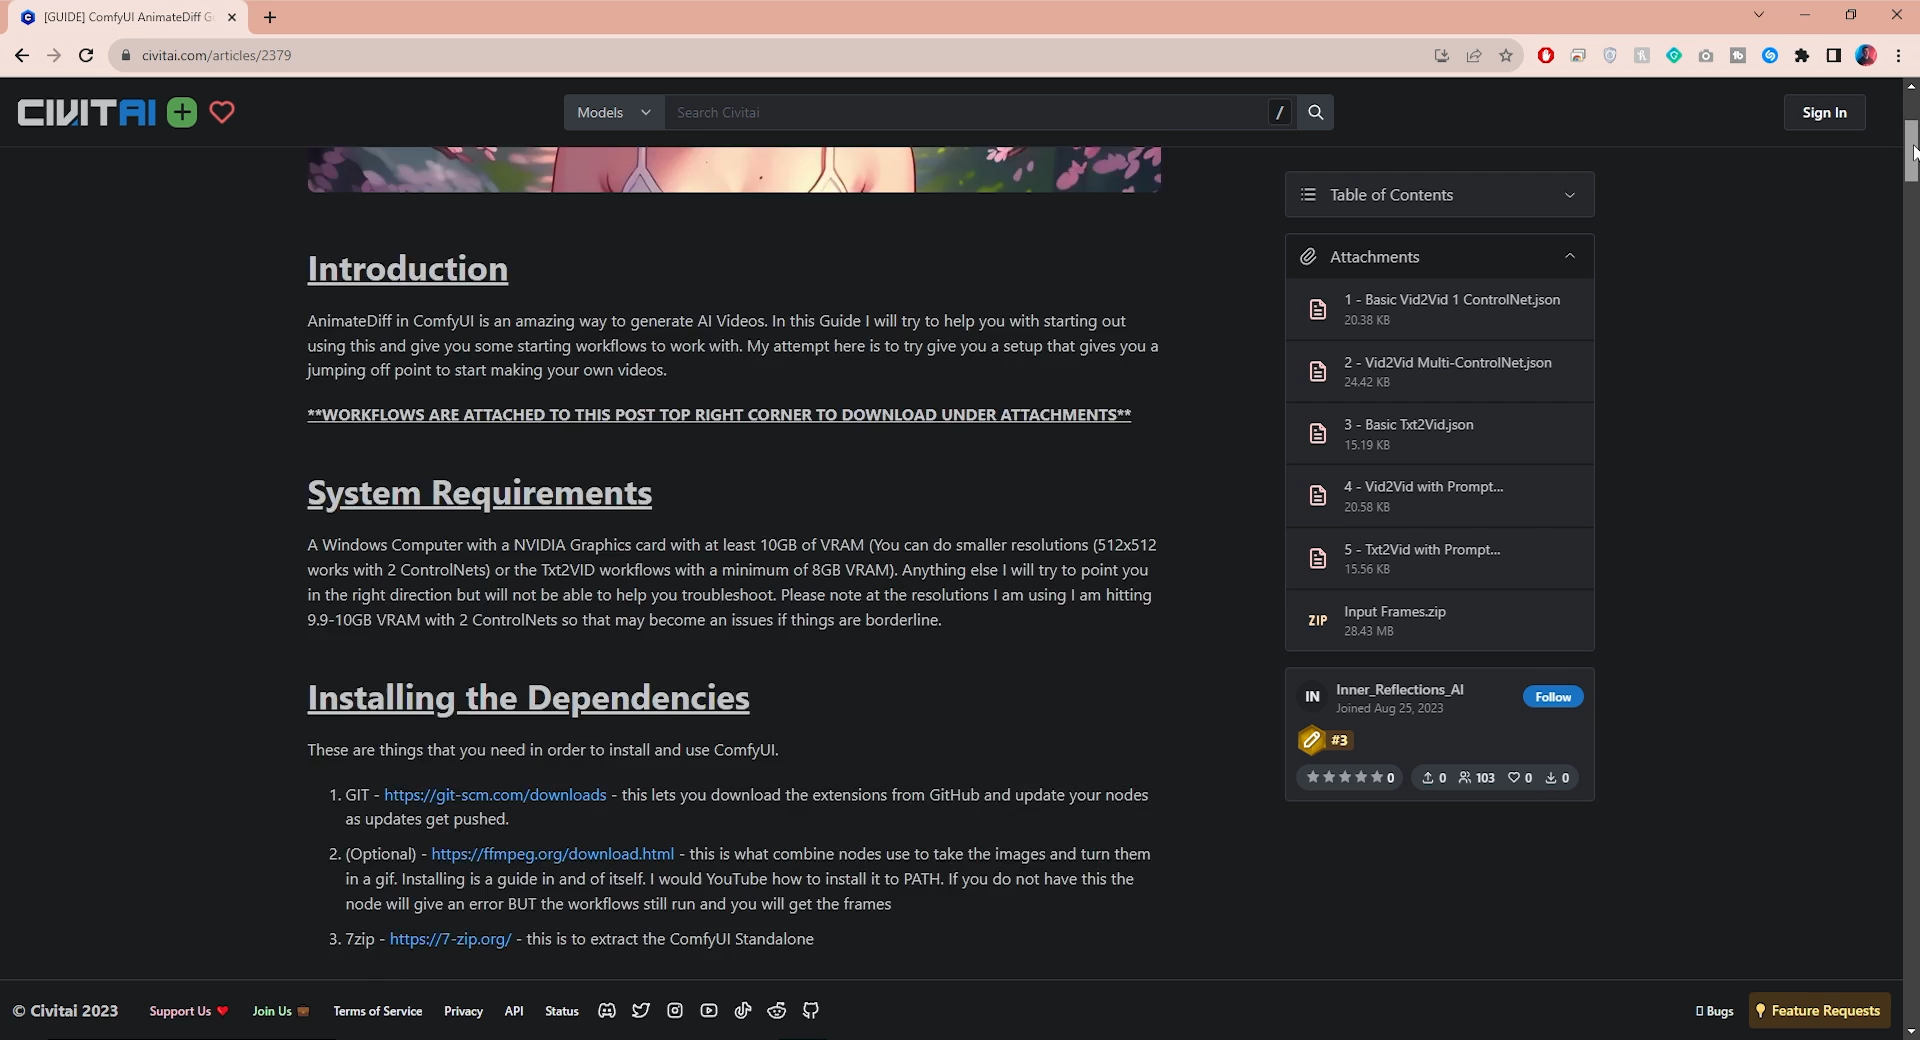 [GUIDE] ComfyUI AnimateDiff G
civitai.com/articles/2379
CIVITAI
Models
Search Civitai
/
Sign In
Table of Contents
Attachments
1 - Basic Vid2Vid 1 ControlNet.json
20.38 KB
2 - Vid2Vid Multi-ControlNet.json
24.42 KB
3 - Basic Txt2Vid.json
15.19 KB
4 - Vid2Vid with Prompt...
20.58 KB
5 - Txt2Vid with Prompt...
15.56 KB
ZIP
Input Frames.zip
28.43 MB
IN
Inner_Reflections_AI
Joined Aug 25, 2023
Follow
#3
0
0 103 0 0
Introduction
AnimateDiff in ComfyUI is an amazing way to generate AI Videos. In this Guide I will try to help you with starting out
using this and give you some starting workflows to work with. My attempt here is to try give you a setup that gives you a
jumping off point to start making your own videos.
**WORKFLOWS ARE ATTACHED TO THIS POST TOP RIGHT CORNER TO DOWNLOAD UNDER ATTACHMENTS**
System Requirements
A Windows Computer with a NVIDIA Graphics card with at least 10GB of VRAM (You can do smaller resolutions (512x512
works with 2 ControlNets) or the Txt2VID workflows with a minimum of 8GB VRAM). Anything else I will try to point you
in the right direction but will not be able to help you troubleshoot. Please note at the resolutions I am using I am hitting
9.9-10GB VRAM with 2 ControlNets so that may become an issues if things are borderline.
Installing the Dependencies
These are things that you need in order to install and use ComfyUI.
1. GIT - https://git-scm.com/downloads - this lets you download the extensions from GitHub and update your nodes
as updates get pushed.
2. (Optional) - https://ffmpeg.org/download.html - this is what combine nodes use to take the images and turn them
in a gif. Installing is a guide in and of itself. I would YouTube how to install it to PATH. If you do not have this the
node will give an error BUT the workflows still run and you will get the frames
3. 7zip - https://7-zip.org/ - this is to extract the ComfyUI Standalone
© Civitai 2023
Support Us
Join Us
Terms of Service
Privacy
API
Status
Bugs
Feature Requests